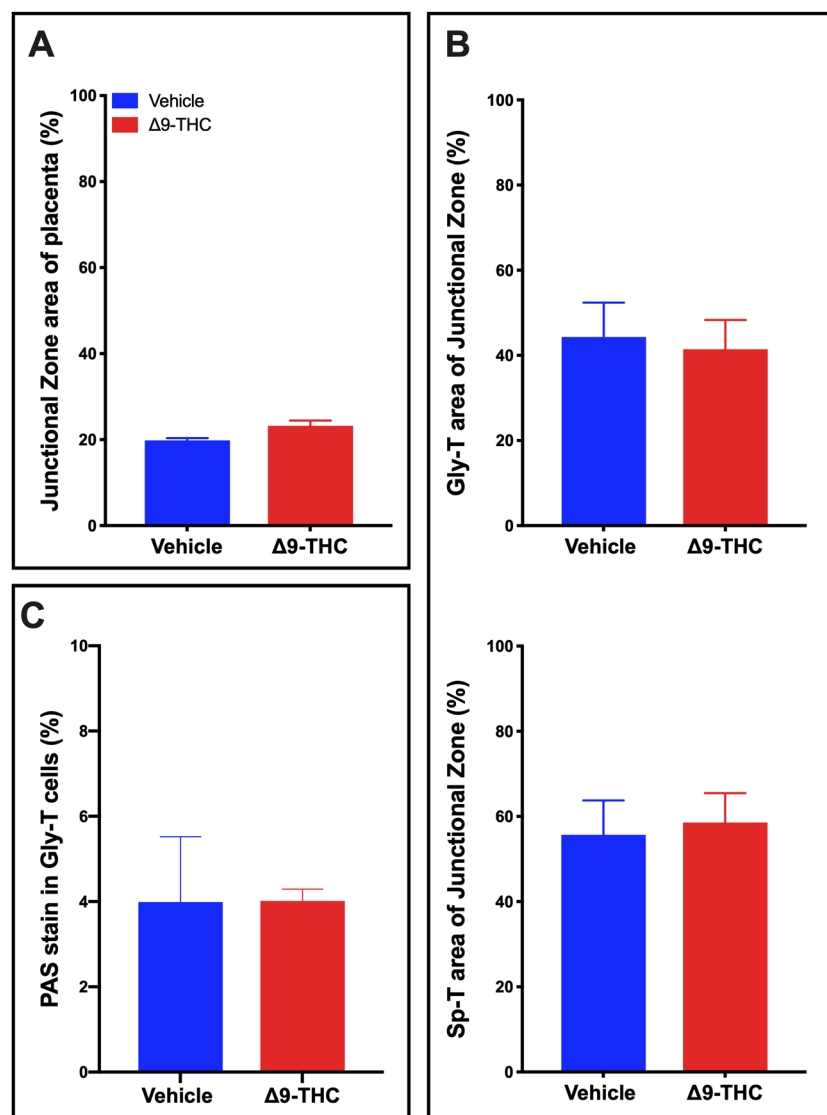 A
Junctional Zone area of placenta (%)
100
80
60
40
20
0
Vehicle
Δ9-THC
Vehicle
Δ9-THC
B
Gly-T area of Junctional Zone (%)
100
80
60
40
20
0
Vehicle
Δ9-THC
Sp-T area of Junctional Zone (%)
100
80
60
40
20
0
Vehicle
Δ9-THC
C
PAS stain in Gly-T cells (%)
10
8
6
4
2
0
Vehicle
Δ9-THC